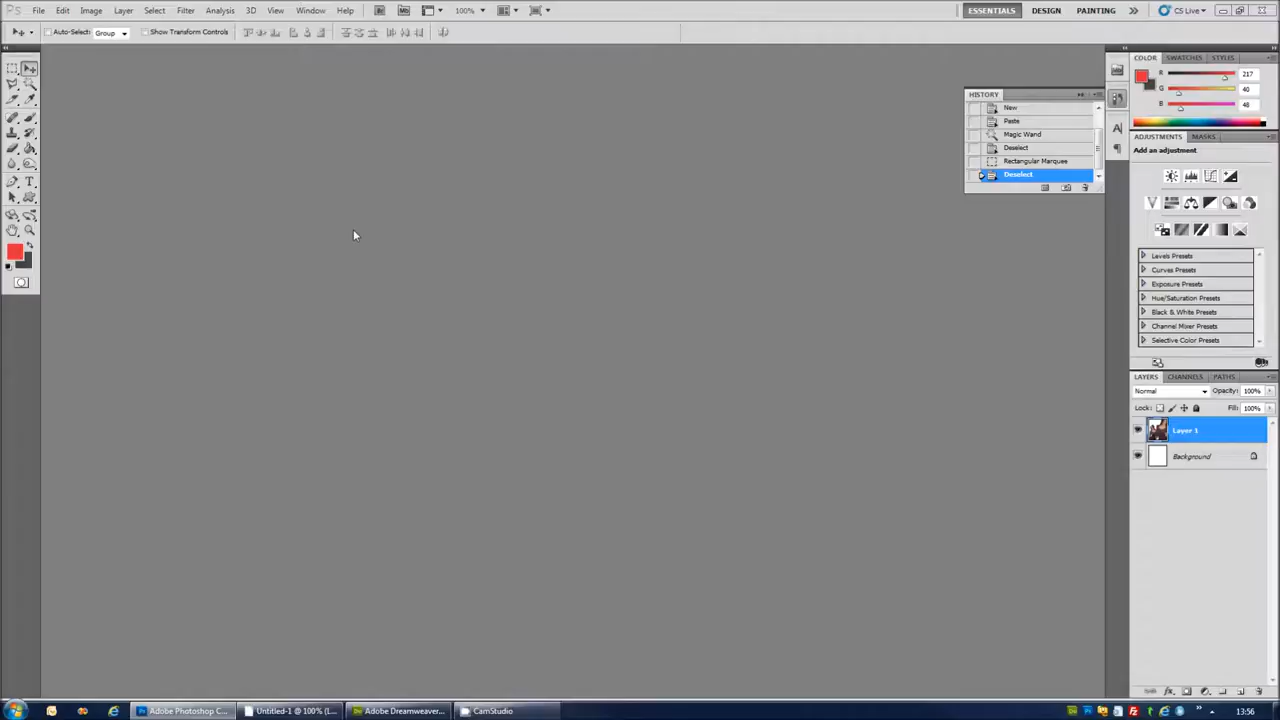 Ps File Edit Image Layer Select Filter Analysis 3D View Window Help Mb 100% ESSENTIALS DESIGN PAINTING CS Live
Auto-Select: Group Show Transform Controls
COLOR SWATCHES STYLES
R 217
G 40
B 48
HISTORY
New
Paste
Magic Wand
Deselect
Rectangular Marquee
Deselect
ADJUSTMENTS MASKS
Add an adjustment
Levels Presets
Curves Presets
Exposure Presets
Hue/Saturation Presets
Black & White Presets
Channel Mixer Presets
Selective Color Presets
LAYERS CHANNELS PATHS
Normal Opacity: 100%
Lock: Fill: 100%
Layer 1
Background
Adobe Photoshop C... Untitled-1 @ 100% (L... Adobe Dreamweaver... CamStudio 13:56